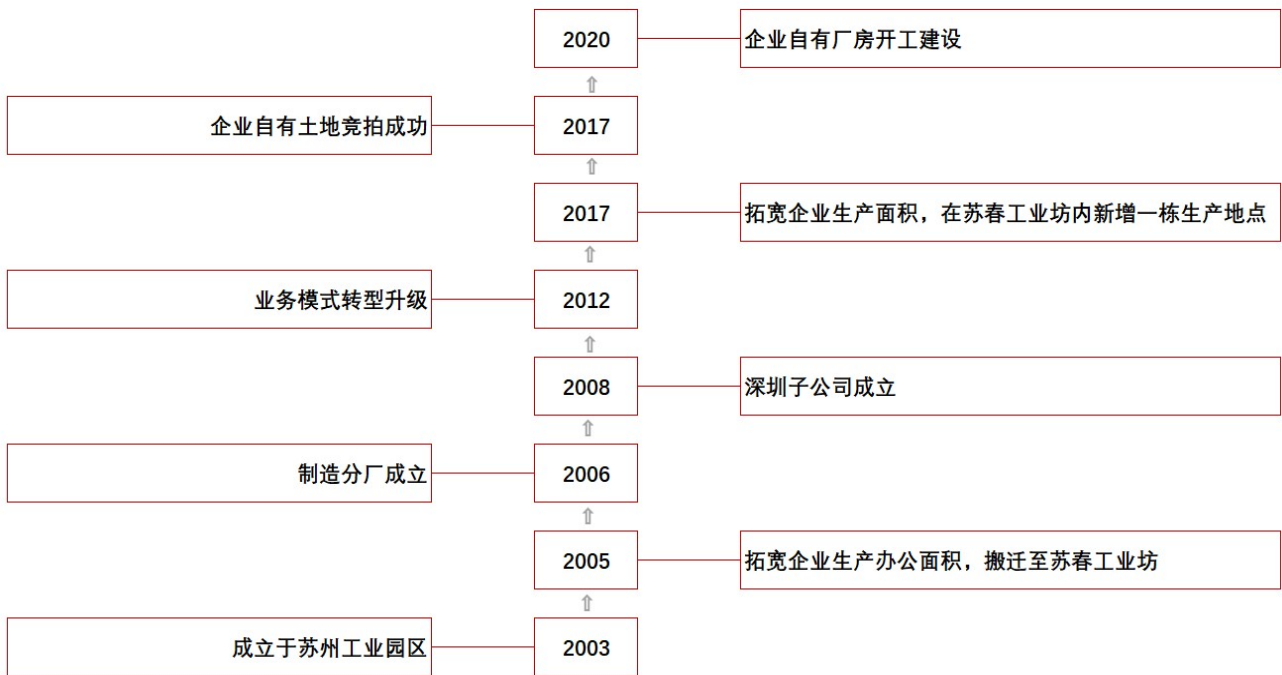 2020
企业自有厂房开工建设
⇧
企业自有土地竞拍成功
2017
⇧
2017
拓宽企业生产面积，在苏春工业坊内新增一栋生产地点
⇧
业务模式转型升级
2012
⇧
2008
深圳子公司成立
⇧
制造分厂成立
2006
⇧
2005
拓宽企业生产办公面积，搬迁至苏春工业坊
⇧
成立于苏州工业园区
2003